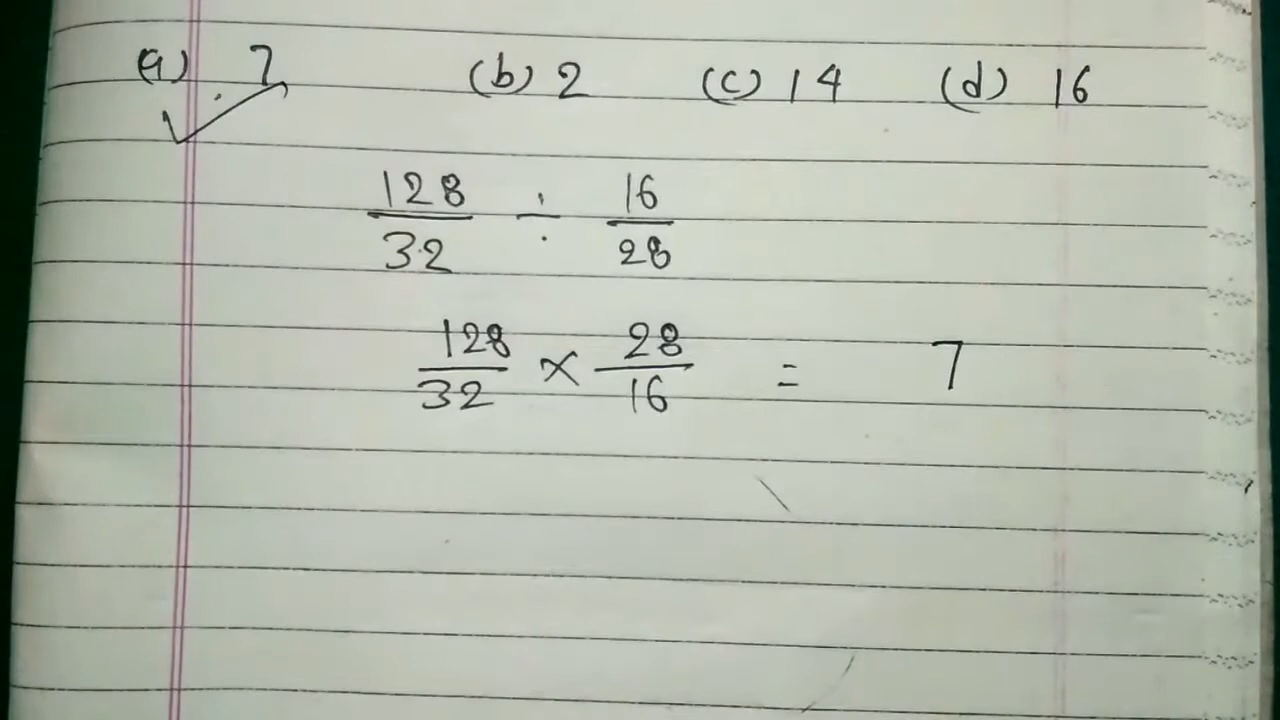 (a) 7 (b) 2 (c) 14 (d) 16
128/32 ÷ 16/28
128/32 × 28/16 = 7